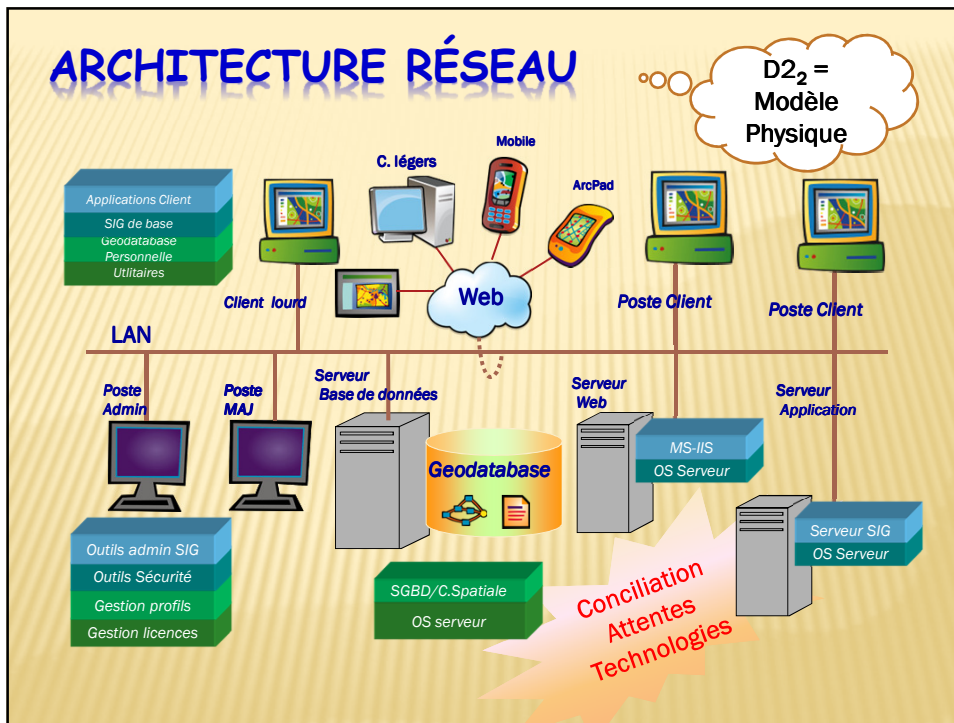 ARCHITECTURE RÉSEAU
D2₂ =
Modèle
Physique
Mobile
C. légers
ArcPad
Applications Client
SIG de base
Geodatabase
Personnelle
Utlitaires
Client lourd
Web
Poste Client
Poste Client
LAN
Poste
Admin
Poste
MAJ
Serveur
Base de données
Serveur
Web
Serveur
Application
MS-IIS
OS Serveur
Geodatabase
Serveur SIG
OS Serveur
Outils admin SIG
Outils Sécurité
Gestion profils
Gestion licences
SGBD/C.Spatiale
OS serveur
Conciliation
Attentes
Technologies